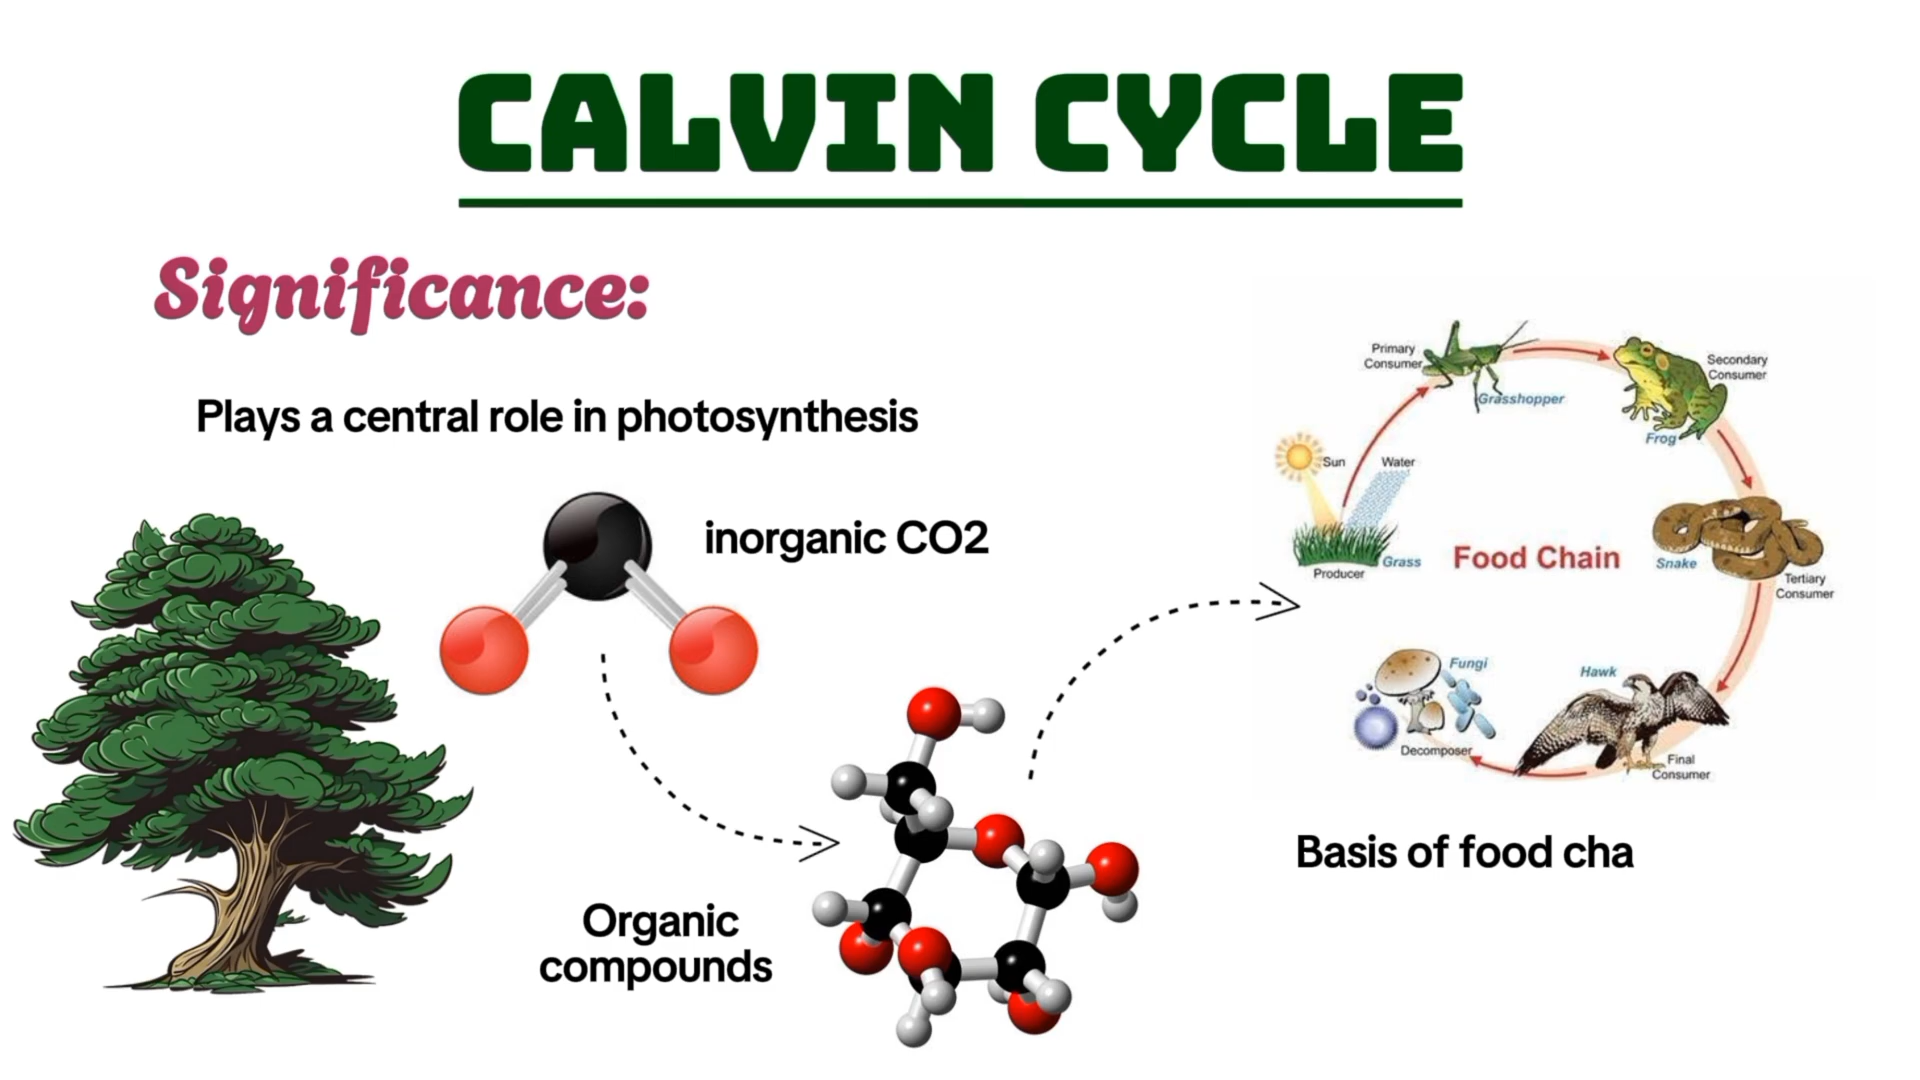 CALVIN CYCLE
Significance:
Plays a central role in photosynthesis
inorganic CO2
Organic
compounds
Primary
Consumer
Grasshopper
Secondary
Consumer
Frog
Sun
Water
Grass
Producer
Food Chain
Snake
Tertiary
Consumer
Fungi
Hawk
Decomposer
Final
Consumer
Basis of food cha